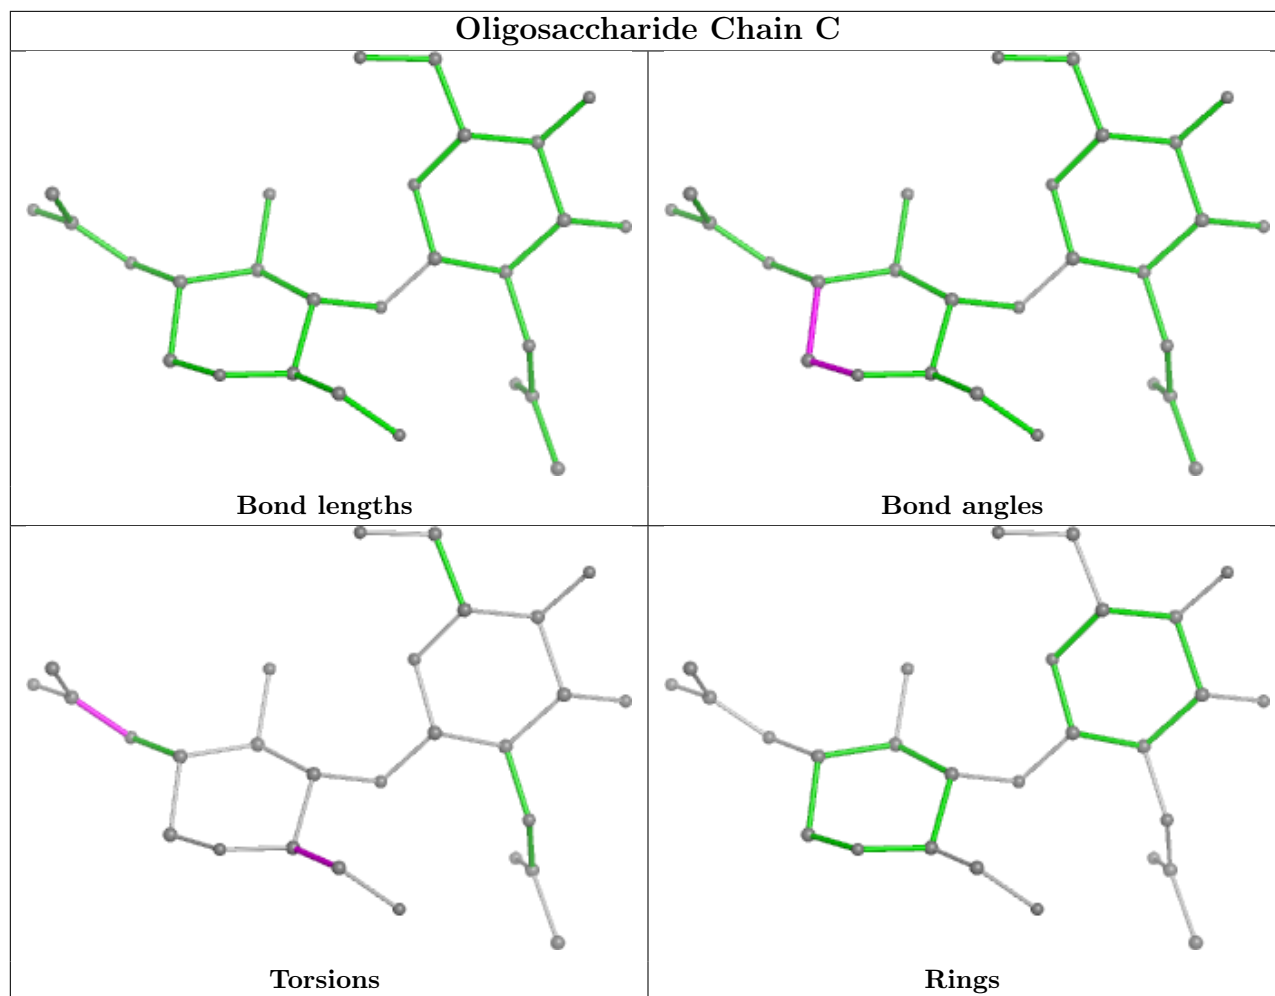 Oligosaccharide Chain C
Bond lengths
Bond angles
Torsions
Rings